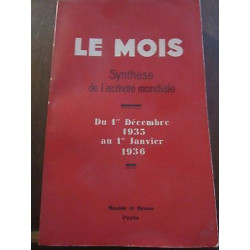 LE MOIS
Synthèse
de l'activité mondiale
Du 1er Décembre
1935
au 1er Janvier
1936
Paris